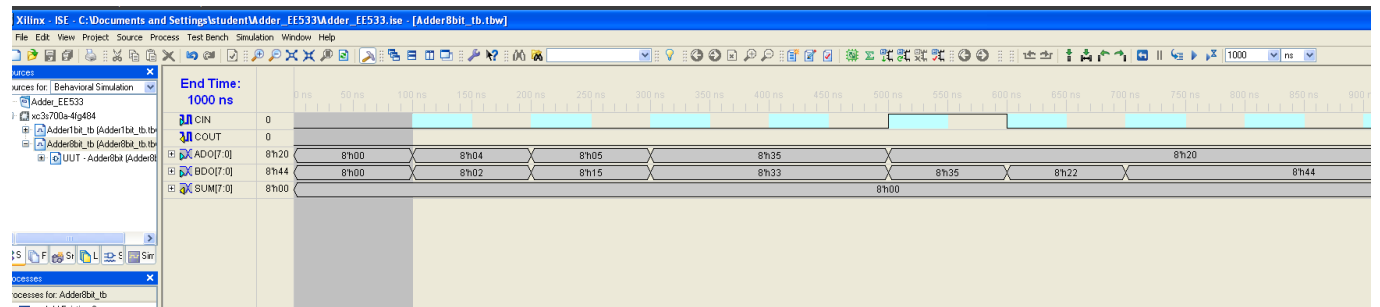 Xilinx - ISE - C:\Documents and Settings\student\Adder_EE533\Adder_EE533.ise - [Adder8bit_tb.tbw]
File Edit View Project Source Process Test Bench Simulation Window Help
1000 ns
ources
ources for: Behavioral Simulation
Adder_EE533
xc3s700a-4fg484
Adder1bit_tb (Adder1bit_tb.tb
Adder8bit_tb (Adder8bit_tb.tb
UUT - Adder8bit (Adder8
S F Sr L S Sim
rocesses
rocesses for: Adder8bit_tb
End Time:
1000 ns
0 ns 50 ns 100 ns 150 ns 200 ns 250 ns 300 ns 350 ns 400 ns 450 ns 500 ns 550 ns 600 ns 650 ns 700 ns 750 ns 800 ns 850 ns 900 n
CIN 0
COUT 0
ADO[7:0] 8'h20 8'h00 8'h04 8'h05 8'h35 8'h20
BDO[7:0] 8'h44 8'h00 8'h02 8'h15 8'h33 8'h35 8'h22 8'h44
SUM[7:0] 8'h00 8'h00